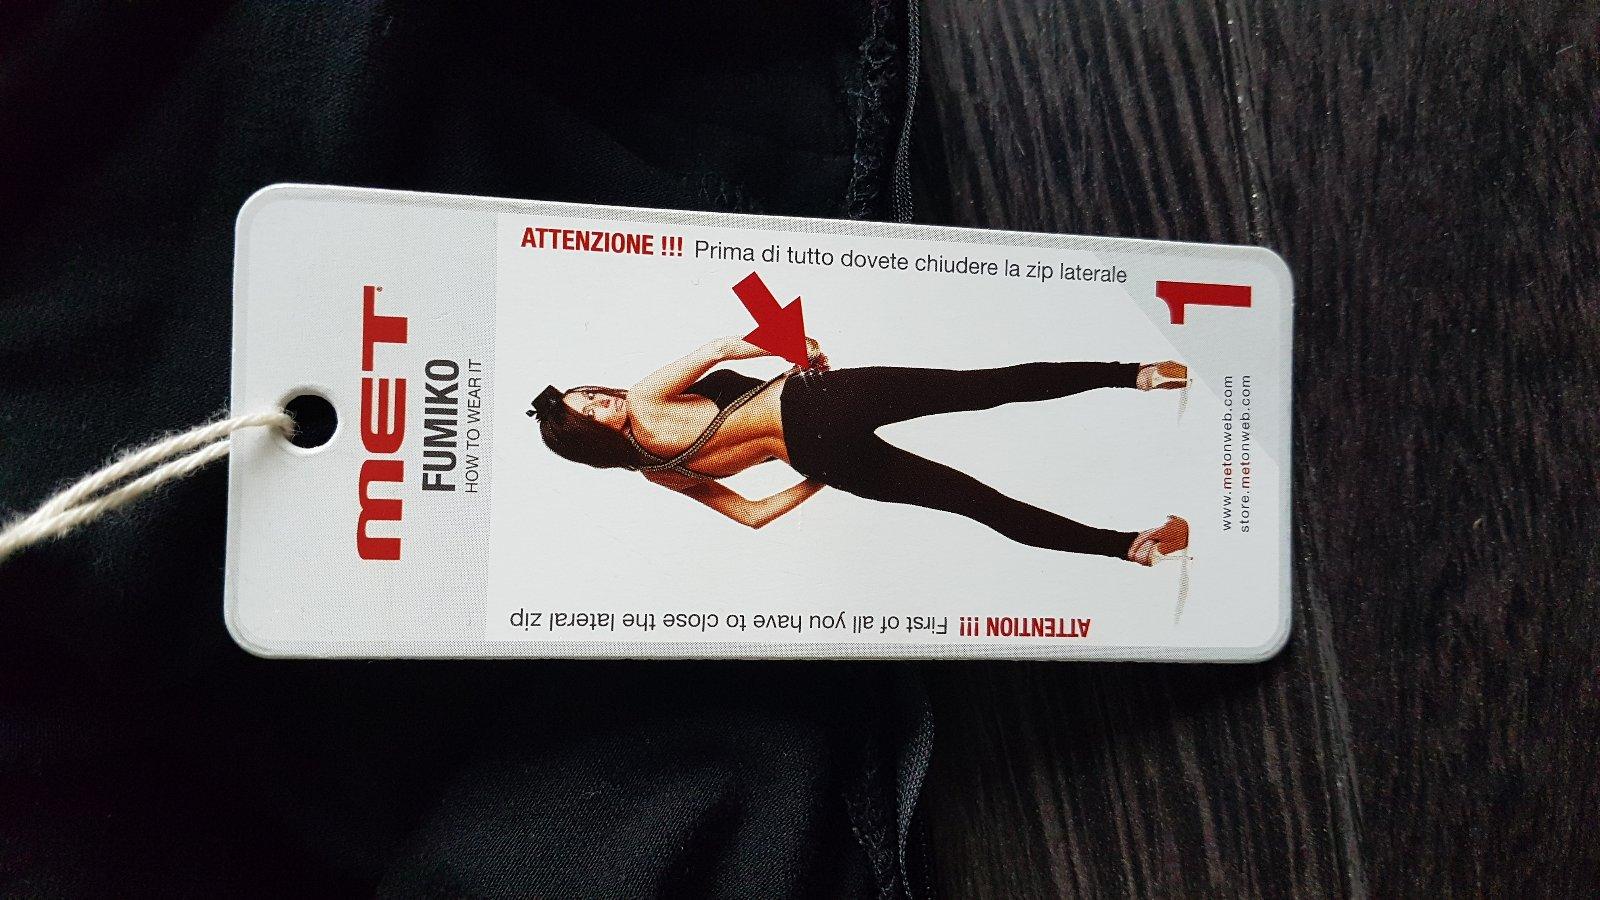 MET®
FUMIKO
HOW TO WEAR IT
ATTENZIONE !!! Prima di tutto dovete chiudere la zip laterale
1
ATTENTION !!! First of all you have to close the lateral zip
www.metonweb.com
store.metonweb.com